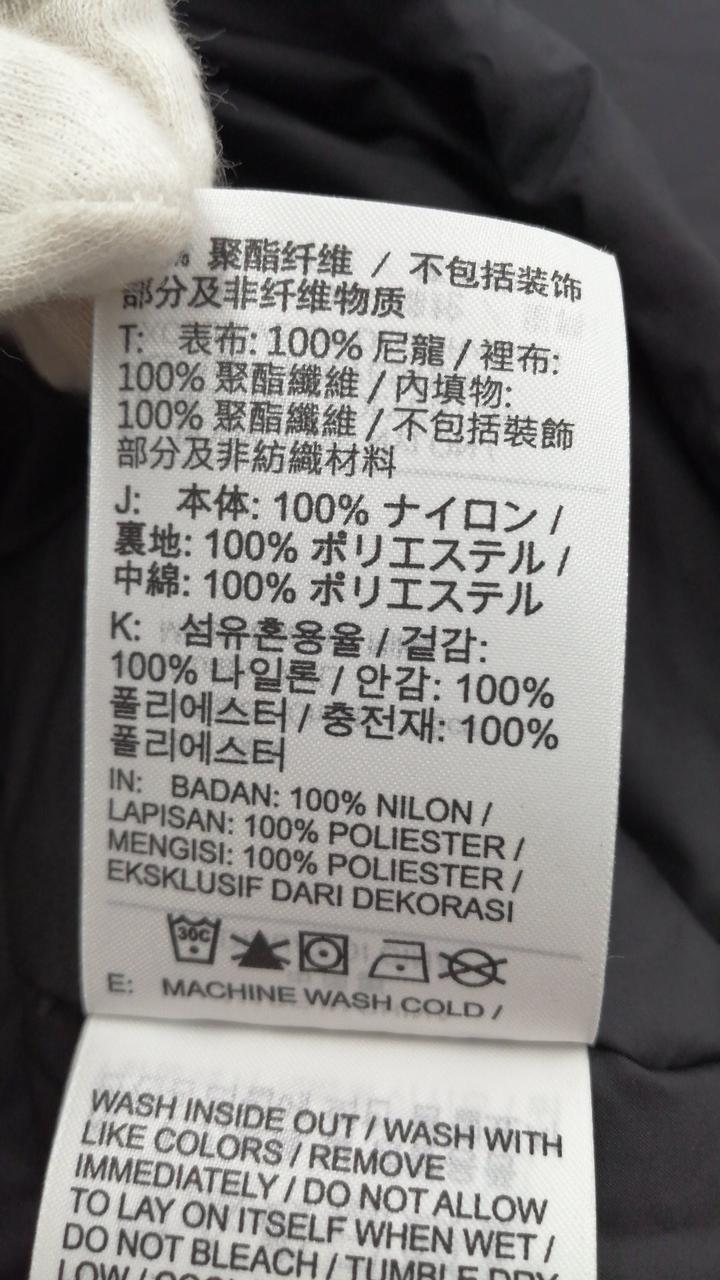 % 聚酯纤维 / 不包括装饰
部分及非纤维物质
T: 表布: 100% 尼龍 / 裡布:
100% 聚酯纖維 / 內填物:
100% 聚酯纖維 / 不包括裝飾
部分及非紡織材料
J: 本体: 100% ナイロン /
裏地: 100% ポリエステル /
中綿: 100% ポリエステル
K: 섬유혼용율 / 겉감:
100% 나일론 / 안감: 100%
폴리에스터 / 충전재: 100%
폴리에스터
IN: BADAN: 100% NILON /
LAPISAN: 100% POLIESTER /
MENGISI: 100% POLIESTER /
EKSKLUSIF DARI DEKORASI
30C
E: MACHINE WASH COLD /
WASH INSIDE OUT / WASH WITH
LIKE COLORS / REMOVE
IMMEDIATELY / DO NOT ALLOW
TO LAY ON ITSELF WHEN WET /
DO NOT BLEACH / TUMBLE DRY
LOW /